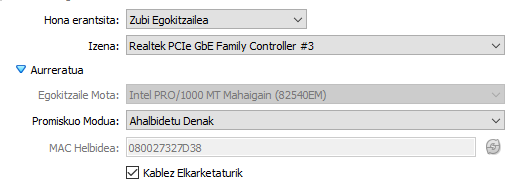 Hona erantsita: Zubi Egokitzailea
Izena: Realtek PCIe GbE Family Controller #3
Aurreratua
Egokitzaile Mota: Intel PRO/1000 MT Mahaigain (82540EM)
Promiskuo Modua: Ahalbidetu Denak
MAC Helbidea: 080027327D38
Kablez Elkarketaturik